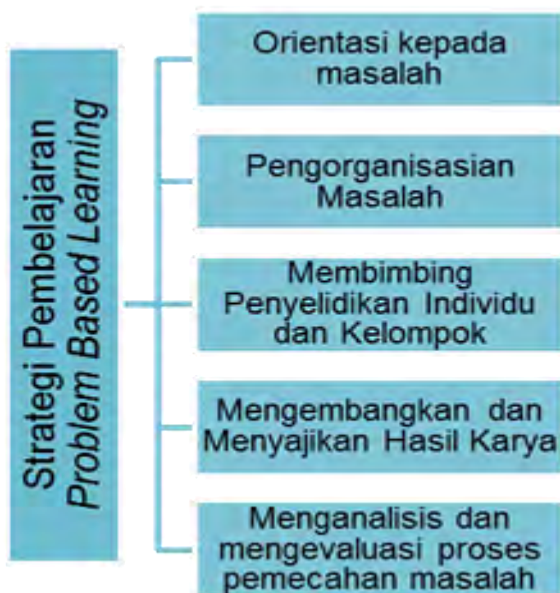 Strategi Pembelajaran
Problem Based Learning
Orientasi kepada
masalah
Pengorganisasian
Masalah
Membimbing
Penyelidikan Individu
dan Kelompok
Mengembangkan dan
Menyajikan Hasil Karya
Menganalisis dan
mengevaluasi proses
pemecahan masalah